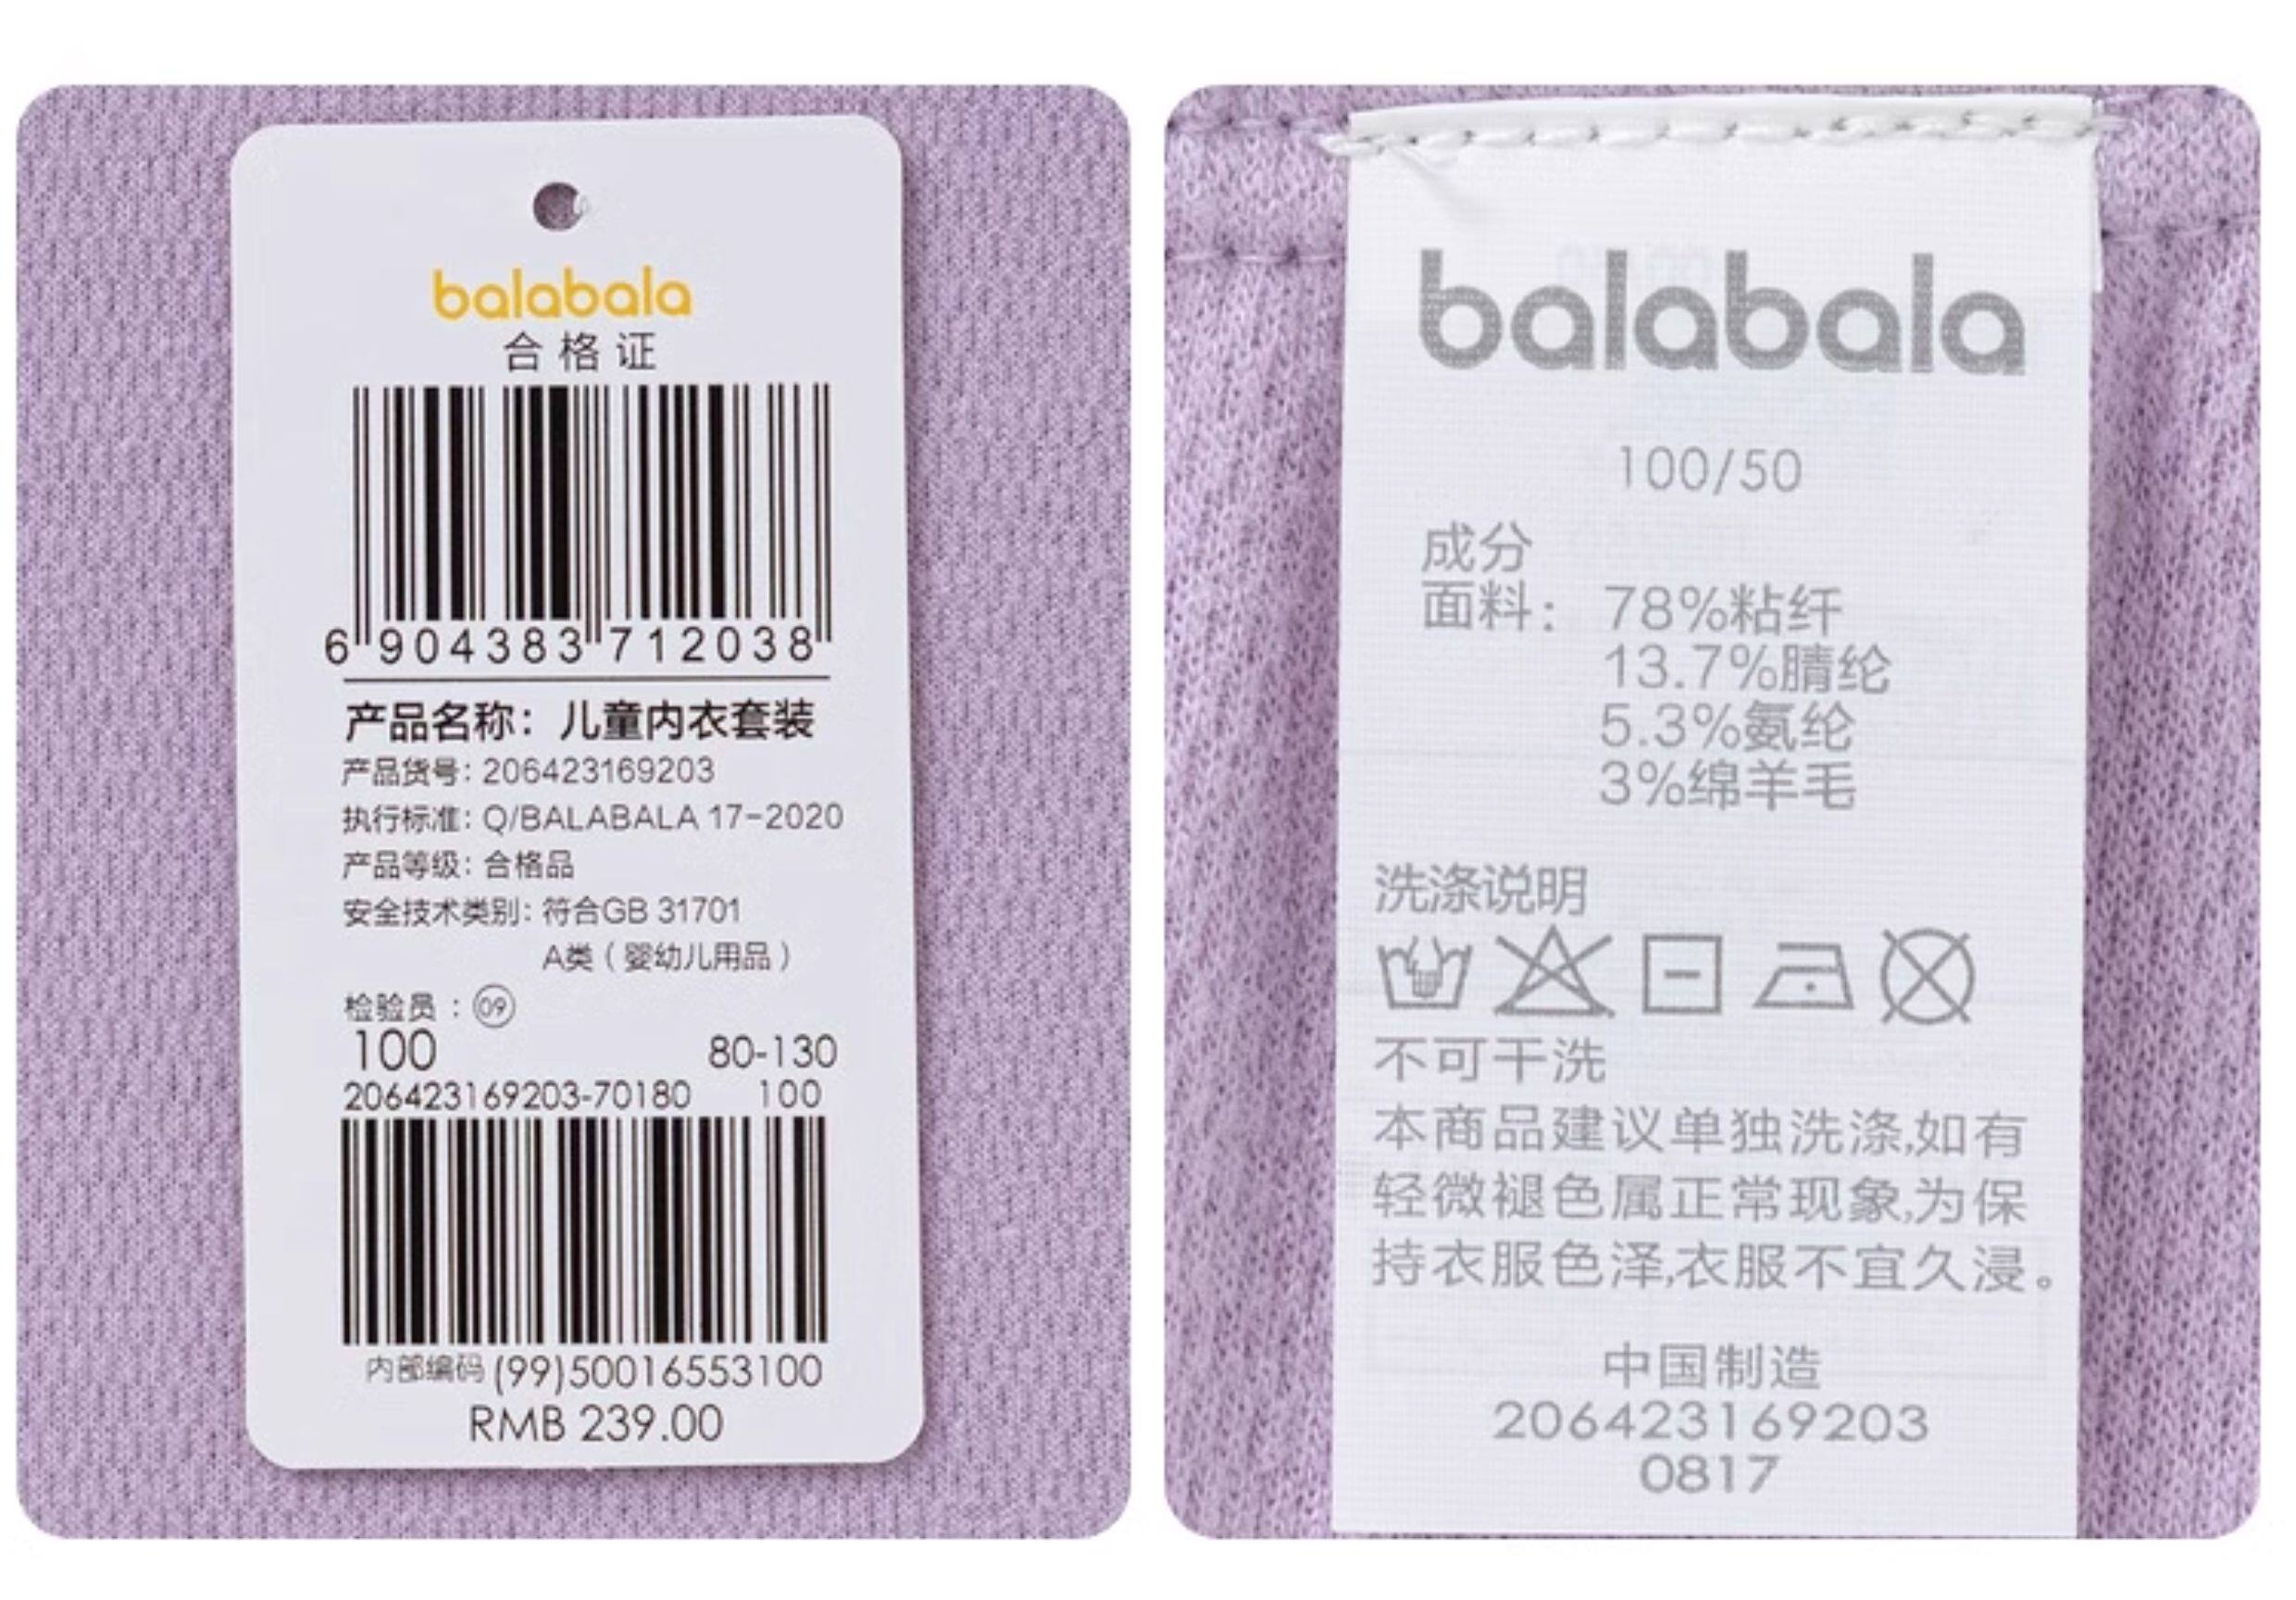 balabala
合格证
6 904383 712038
产品名称：儿童内衣套装
产品货号：206423169203
执行标准：Q/BALABALA 17-2020
产品等级：合格品
安全技术类别：符合GB 31701
A类（婴幼儿用品）
检验员：09
100 80-130
206423169203-70180 100
内部编码 (99)50016553100
RMB 239.00
balabala
100/50
成分
面料：78%粘纤
13.7%腈纶
5.3%氨纶
3%绵羊毛
洗涤说明
不可干洗
本商品建议单独洗涤,如有
轻微褪色属正常现象,为保
持衣服色泽,衣服不宜久浸。
中国制造
206423169203
0817